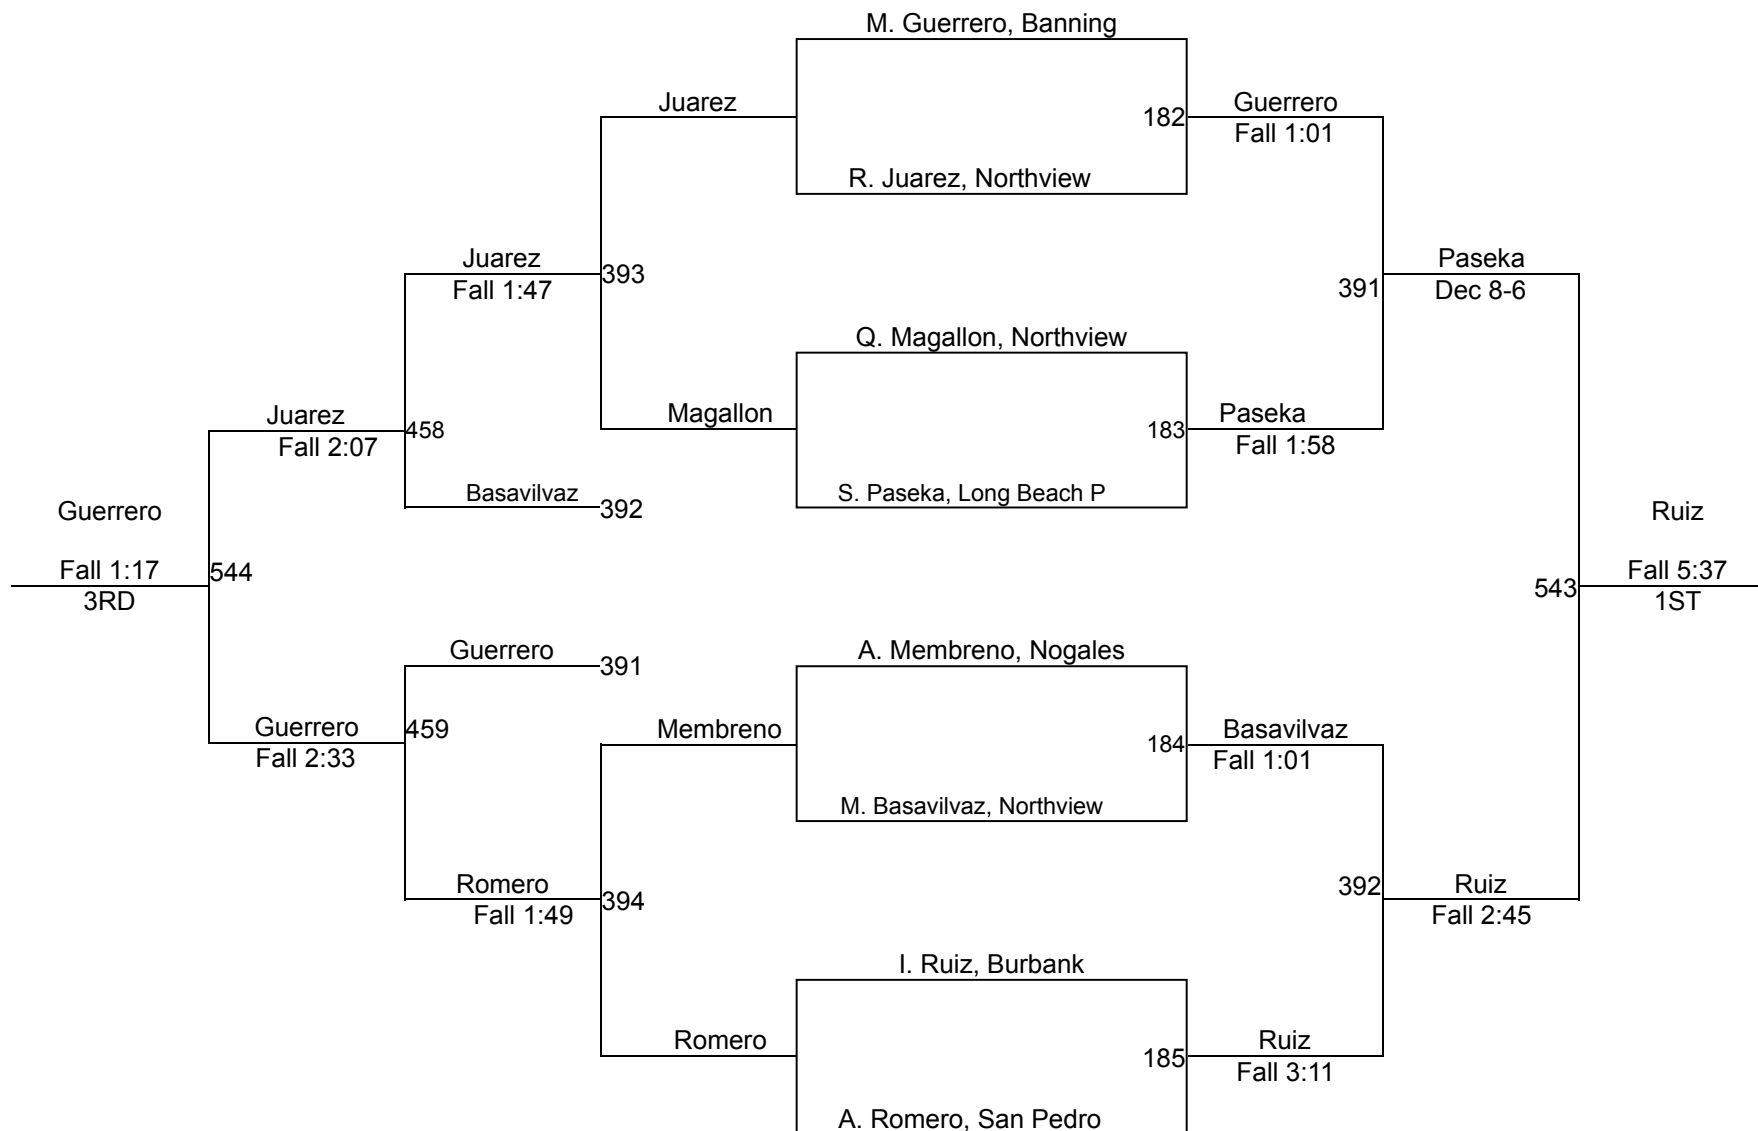 M. Guerrero, Banning
Juarez
182
Guerrero
Fall 1:01
R. Juarez, Northview
Juarez
Fall 1:47
393
391
Paseka
Dec 8-6
Q. Magallon, Northview
Juarez
Fall 2:07
458
Magallon
183
Paseka
Fall 1:58
Basavilvaz
392
S. Paseka, Long Beach P
Guerrero
Fall 1:17
3RD
544
543
Ruiz
Fall 5:37
1ST
Guerrero
391
A. Membreno, Nogales
Guerrero
Fall 2:33
459
Membreno
184
Basavilvaz
Fall 1:01
M. Basavilvaz, Northview
Romero
Fall 1:49
394
392
Ruiz
Fall 2:45
I. Ruiz, Burbank
Romero
185
Ruiz
Fall 3:11
A. Romero, San Pedro